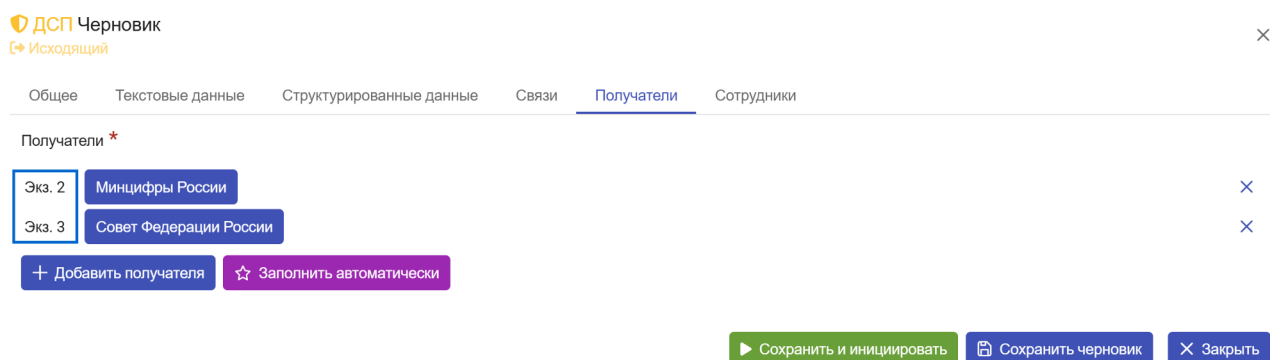 ДСП Черновик
Исходящий
Общее Текстовые данные Структурированные данные Связи Получатели Сотрудники
Получатели *
Экз. 2 Минцифры России
Экз. 3 Совет Федерации России
Добавить получателя Заполнить автоматически
Сохранить и инициировать Сохранить черновик Закрыть